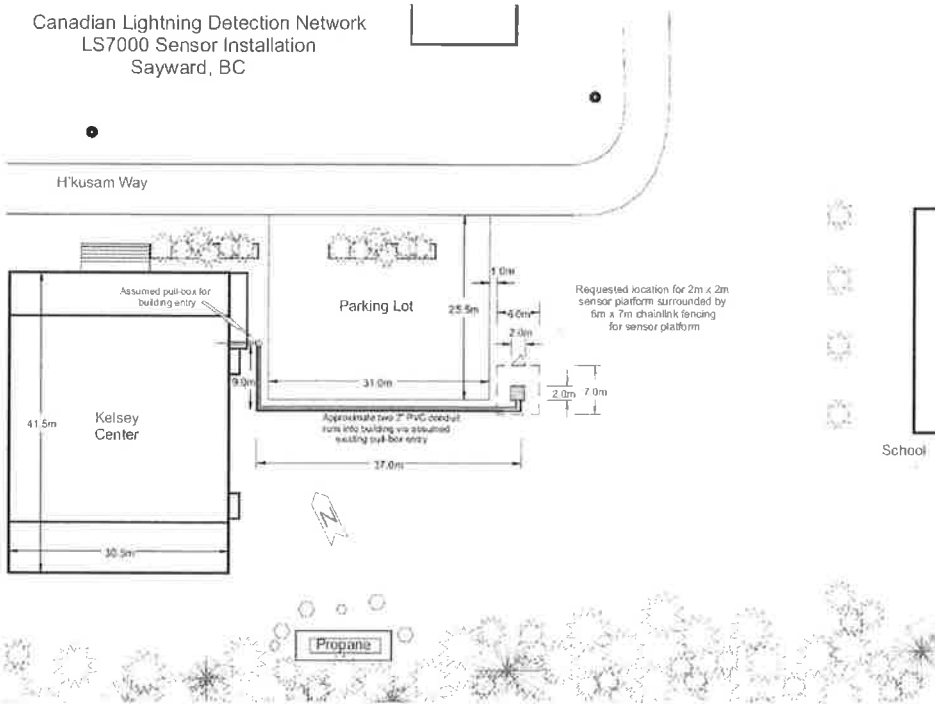 Canadian Lightning Detection Network
LS7000 Sensor Installation
Sayward, BC
H'kusam Way
Assumed pull-box for
building entry
Parking Lot
25.5m
1.0m
6.0m
2.0m
Requested location for 2m x 2m
sensor platform surrounded by
6m x 7m chainlink fencing
for sensor platform
9.0m
31.0m
2.0m
7.0m
41.5m
Kelsey
Center
Approximate two 2" PVC conduit
runs into building via assumed
existing pull-box entry
37.0m
School
N
30.5m
Propane